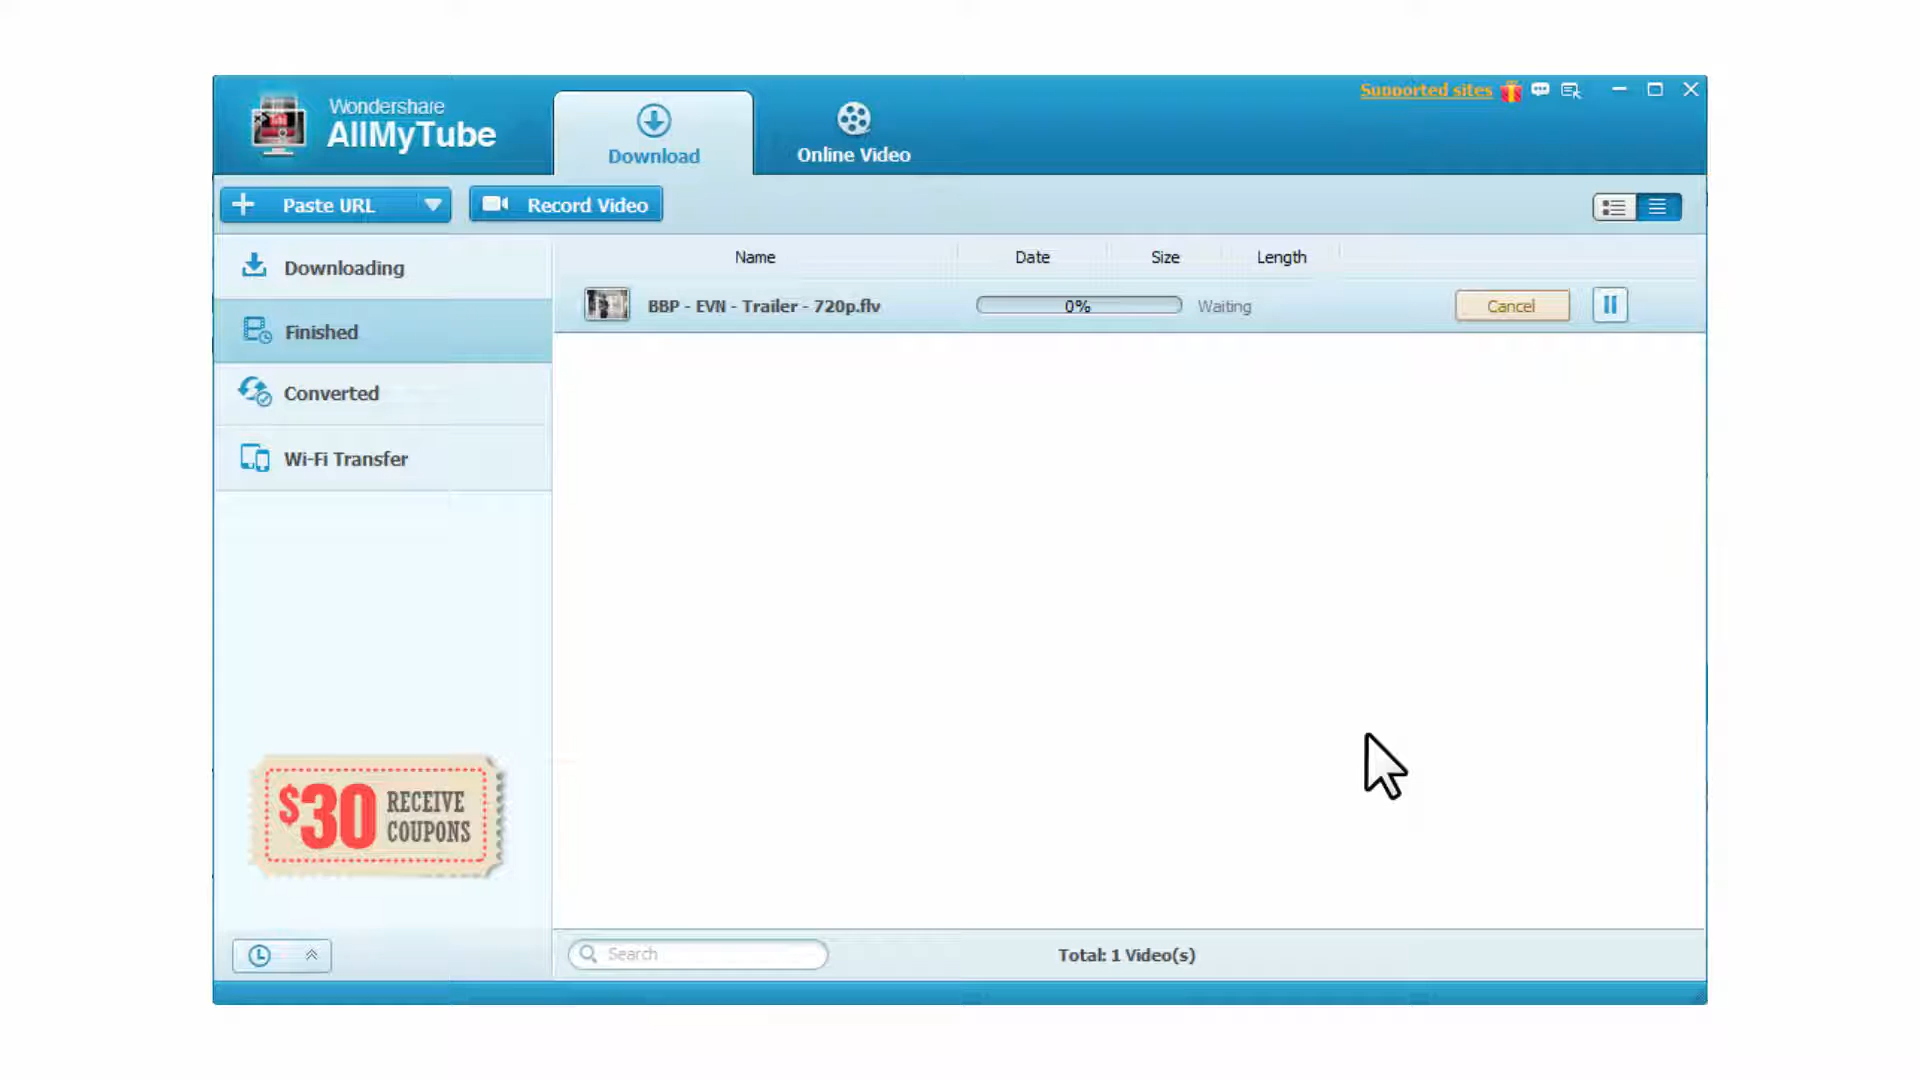 Wondershare
AllMyTube
Download
Online Video
Supported sites
Paste URL
Record Video
Downloading
Finished
Converted
Wi-Fi Transfer
Name Date Size Length
BBP - EVN - Trailer - 720p.flv 0% Waiting Cancel
$30 RECEIVE COUPONS
Search
Total: 1 Video(s)